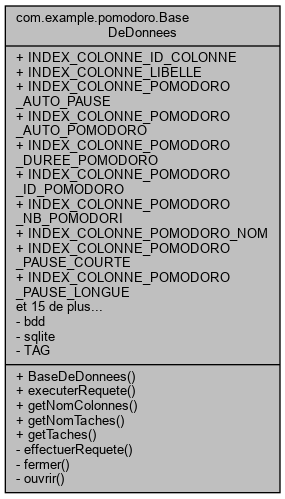 com.example.pomodoro.Base
DeDonnees
+ INDEX_COLONNE_ID_COLONNE
+ INDEX_COLONNE_LIBELLE
+ INDEX_COLONNE_POMODORO
_AUTO_PAUSE
+ INDEX_COLONNE_POMODORO
_AUTO_POMODORO
+ INDEX_COLONNE_POMODORO
_DUREE_POMODORO
+ INDEX_COLONNE_POMODORO
_ID_POMODORO
+ INDEX_COLONNE_POMODORO
_NB_POMODORI
+ INDEX_COLONNE_POMODORO_NOM
+ INDEX_COLONNE_POMODORO
_PAUSE_COURTE
+ INDEX_COLONNE_POMODORO
_PAUSE_LONGUE
et 15 de plus...
- bdd
- sqlite
- TAG
+ BaseDeDonnees()
+ executerRequete()
+ getNomColonnes()
+ getNomTaches()
+ getTaches()
- effectuerRequete()
- fermer()
- ouvrir()